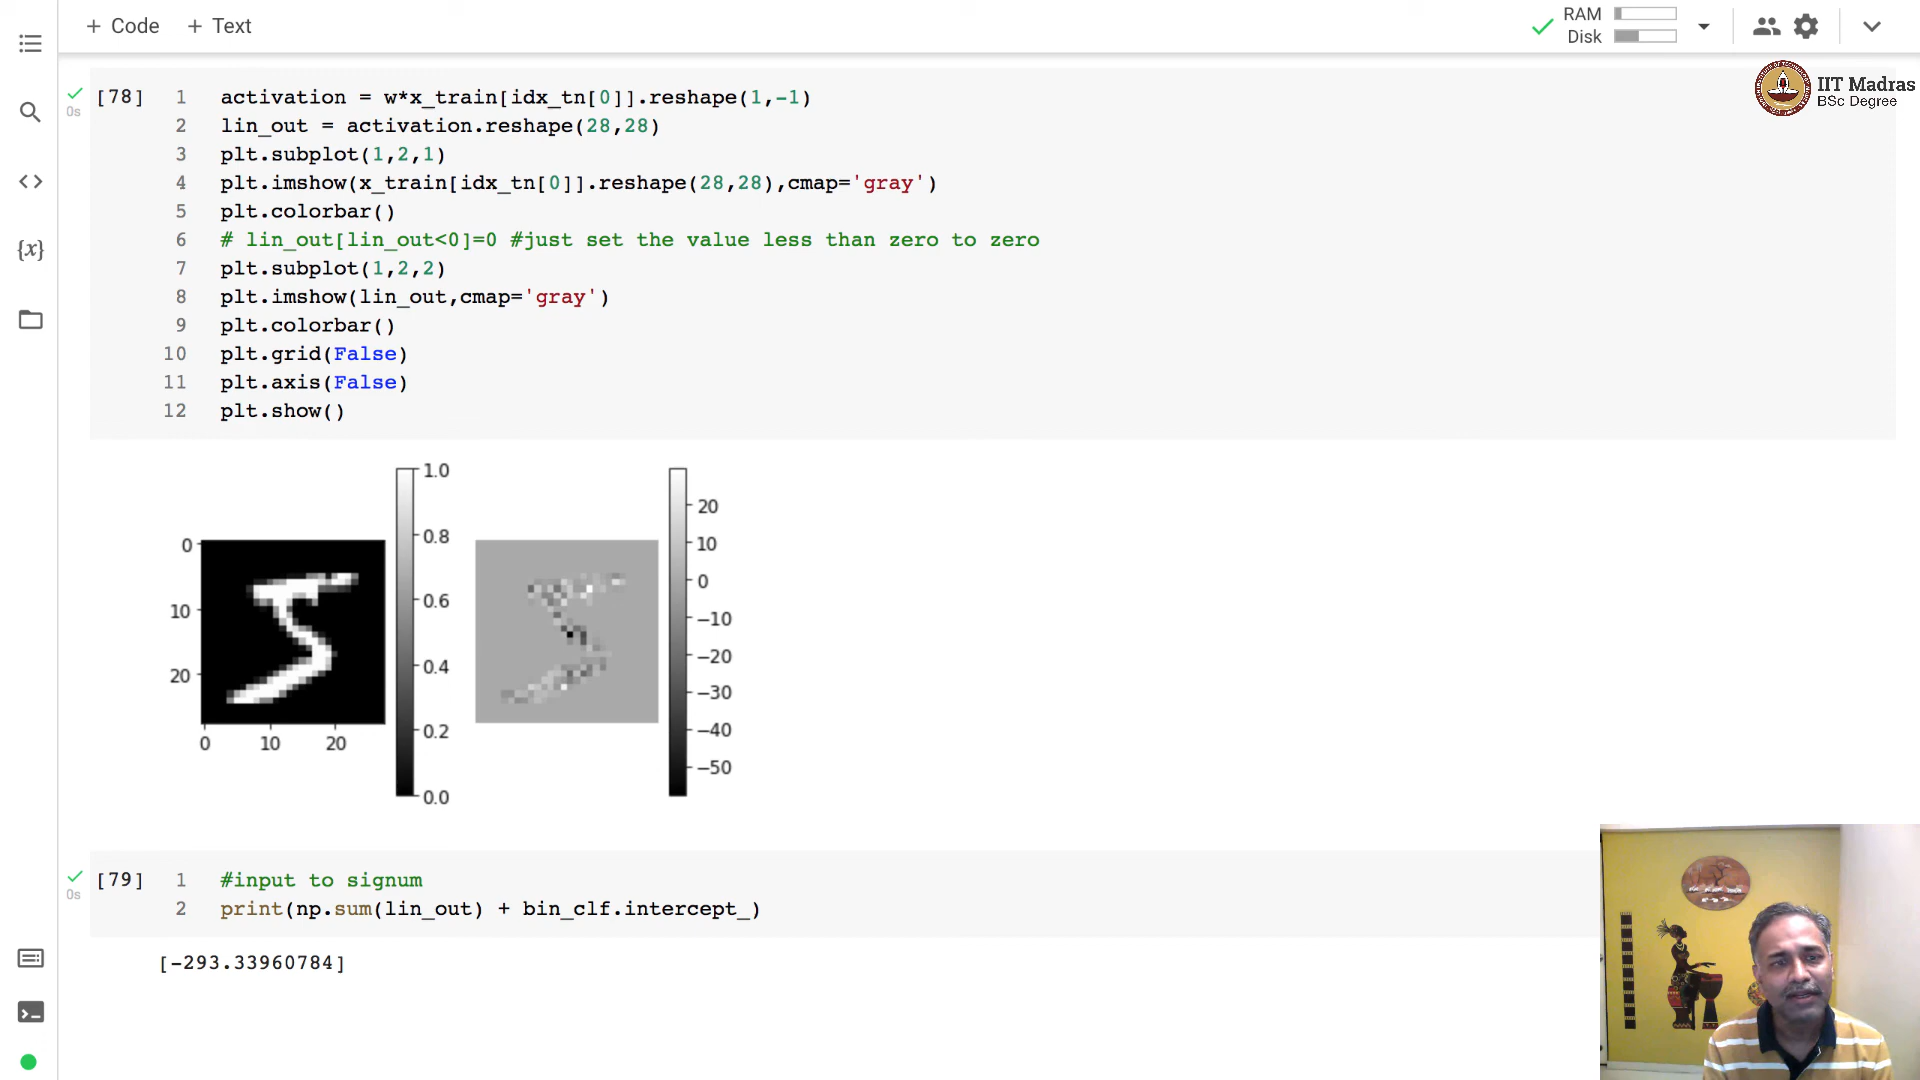 + Code + Text
RAM
Disk
IIT Madras
BSc Degree
{x}
[78]
0s
1 activation = w*x_train[idx_tn[0]].reshape(1,-1)
2 lin_out = activation.reshape(28,28)
3 plt.subplot(1,2,1)
4 plt.imshow(x_train[idx_tn[0]].reshape(28,28),cmap='gray')
5 plt.colorbar()
6 # lin_out[lin_out<0]=0 #just set the value less than zero to zero
7 plt.subplot(1,2,2)
8 plt.imshow(lin_out,cmap='gray')
9 plt.colorbar()
10 plt.grid(False)
11 plt.axis(False)
12 plt.show()
0
10
20
0 10 20
1.0
0.8
0.6
0.4
0.2
0.0
20
10
0
−10
−20
−30
−40
−50
[79]
0s
1 #input to signum
2 print(np.sum(lin_out) + bin_clf.intercept_)
[-293.33960784]